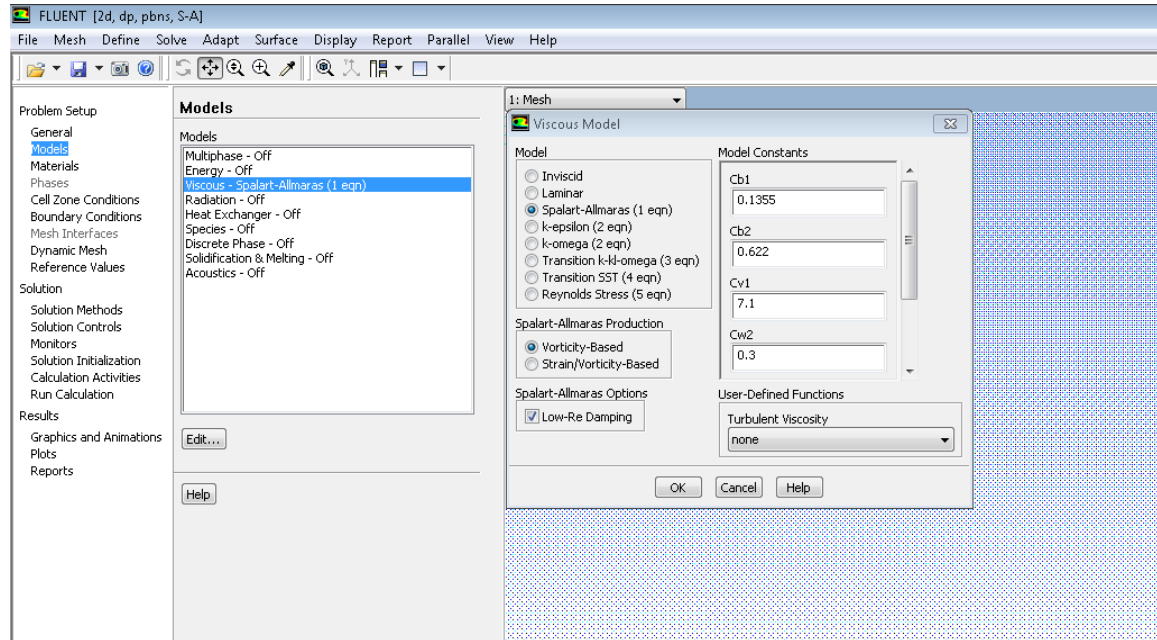 FLUENT [2d, dp, pbns, S-A]
File Mesh Define Solve Adapt Surface Display Report Parallel View Help
Problem Setup
General
Models
Materials
Phases
Cell Zone Conditions
Boundary Conditions
Mesh Interfaces
Dynamic Mesh
Reference Values
Solution
Solution Methods
Solution Controls
Monitors
Solution Initialization
Calculation Activities
Run Calculation
Results
Graphics and Animations
Plots
Reports
Models
Models
Multiphase - Off
Energy - Off
Viscous - Spalart-Allmaras (1 eqn)
Radiation - Off
Heat Exchanger - Off
Species - Off
Discrete Phase - Off
Solidification & Melting - Off
Acoustics - Off
Edit...
Help
1: Mesh
Viscous Model
Model
Inviscid
Laminar
Spalart-Allmaras (1 eqn)
k-epsilon (2 eqn)
k-omega (2 eqn)
Transition k-kl-omega (3 eqn)
Transition SST (4 eqn)
Reynolds Stress (5 eqn)
Spalart-Allmaras Production
Vorticity-Based
Strain/Vorticity-Based
Spalart-Allmaras Options
Low-Re Damping
Model Constants
Cb1
0.1355
Cb2
0.622
Cv1
7.1
Cw2
0.3
User-Defined Functions
Turbulent Viscosity
none
OK Cancel Help